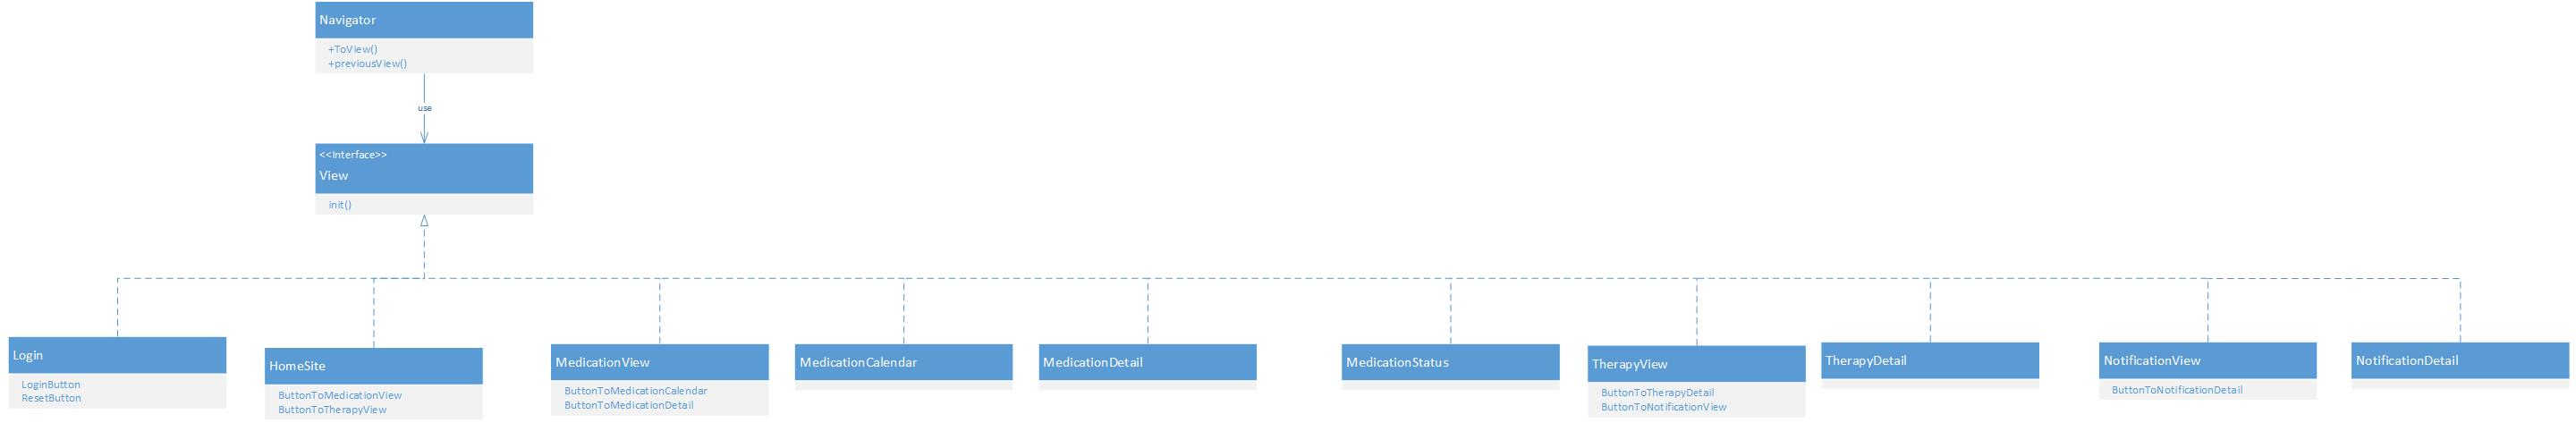 Navigator
+ToView()
+previousView()
use
<<Interface>>
View
init()
Login
LoginButton
ResetButton
HomeSite
ButtonToMedicationView
ButtonToTherapyView
MedicationView
ButtonToMedicationCalendar
ButtonToMedicationDetail
MedicationCalendar
MedicationDetail
MedicationStatus
TherapyView
ButtonToTherapyDetail
ButtonToNotificationView
TherapyDetail
NotificationView
ButtonToNotificationDetail
NotificationDetail